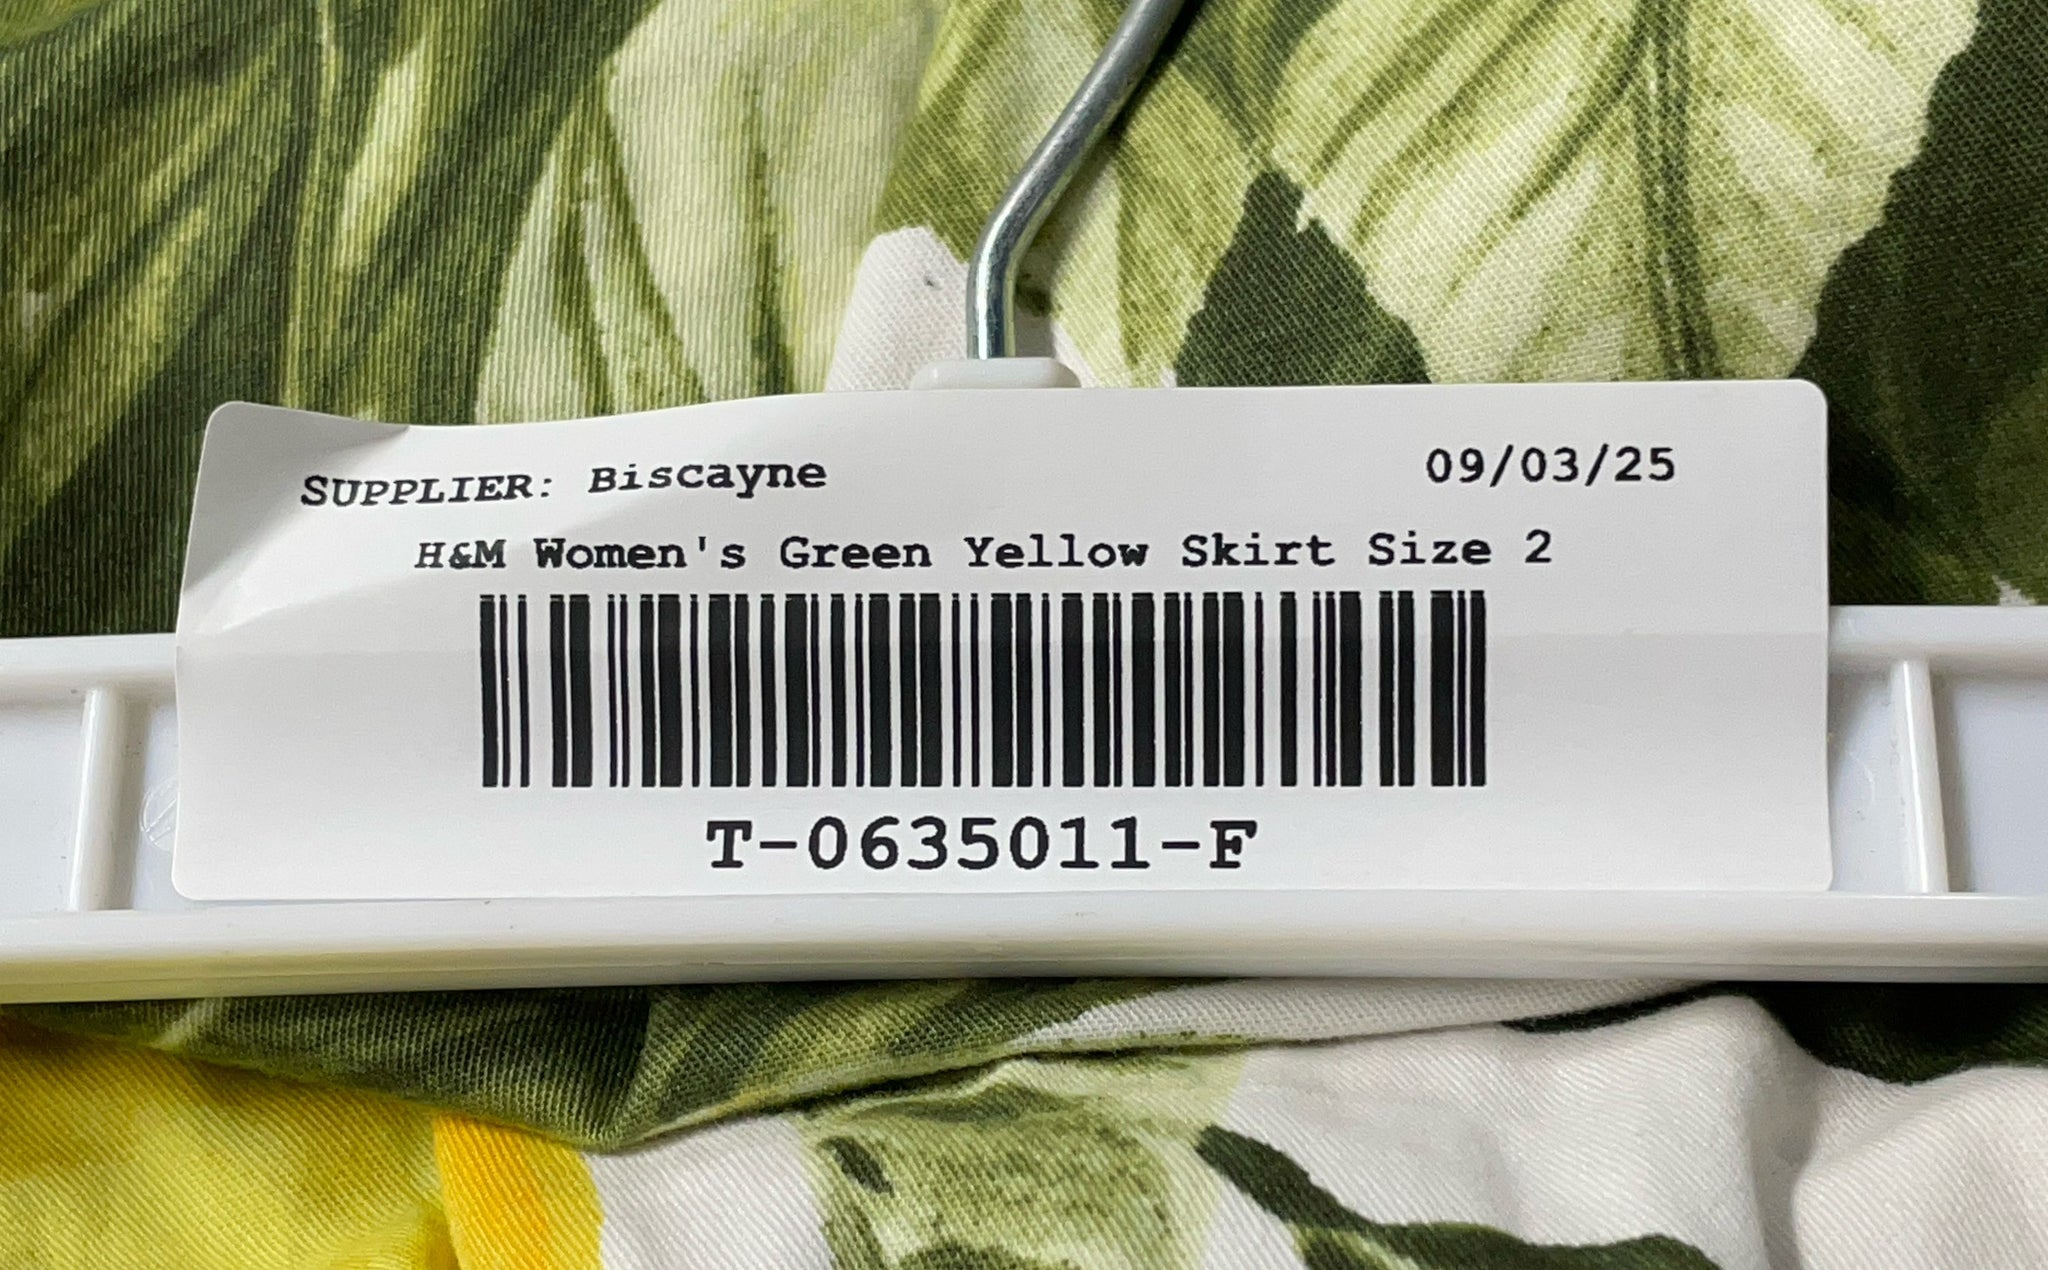 SUPPLIER: Biscayne 09/03/25
H&M Women's Green Yellow Skirt Size 2
T-0635011-F